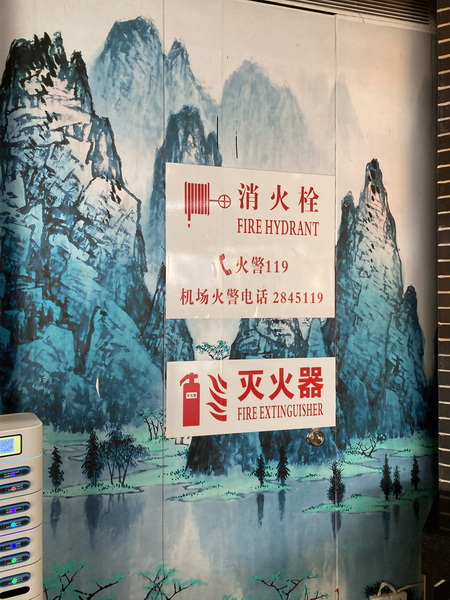 消火栓
FIRE HYDRANT
火警119
机场火警电话 2845119
灭火器
FIRE EXTINGUISHER